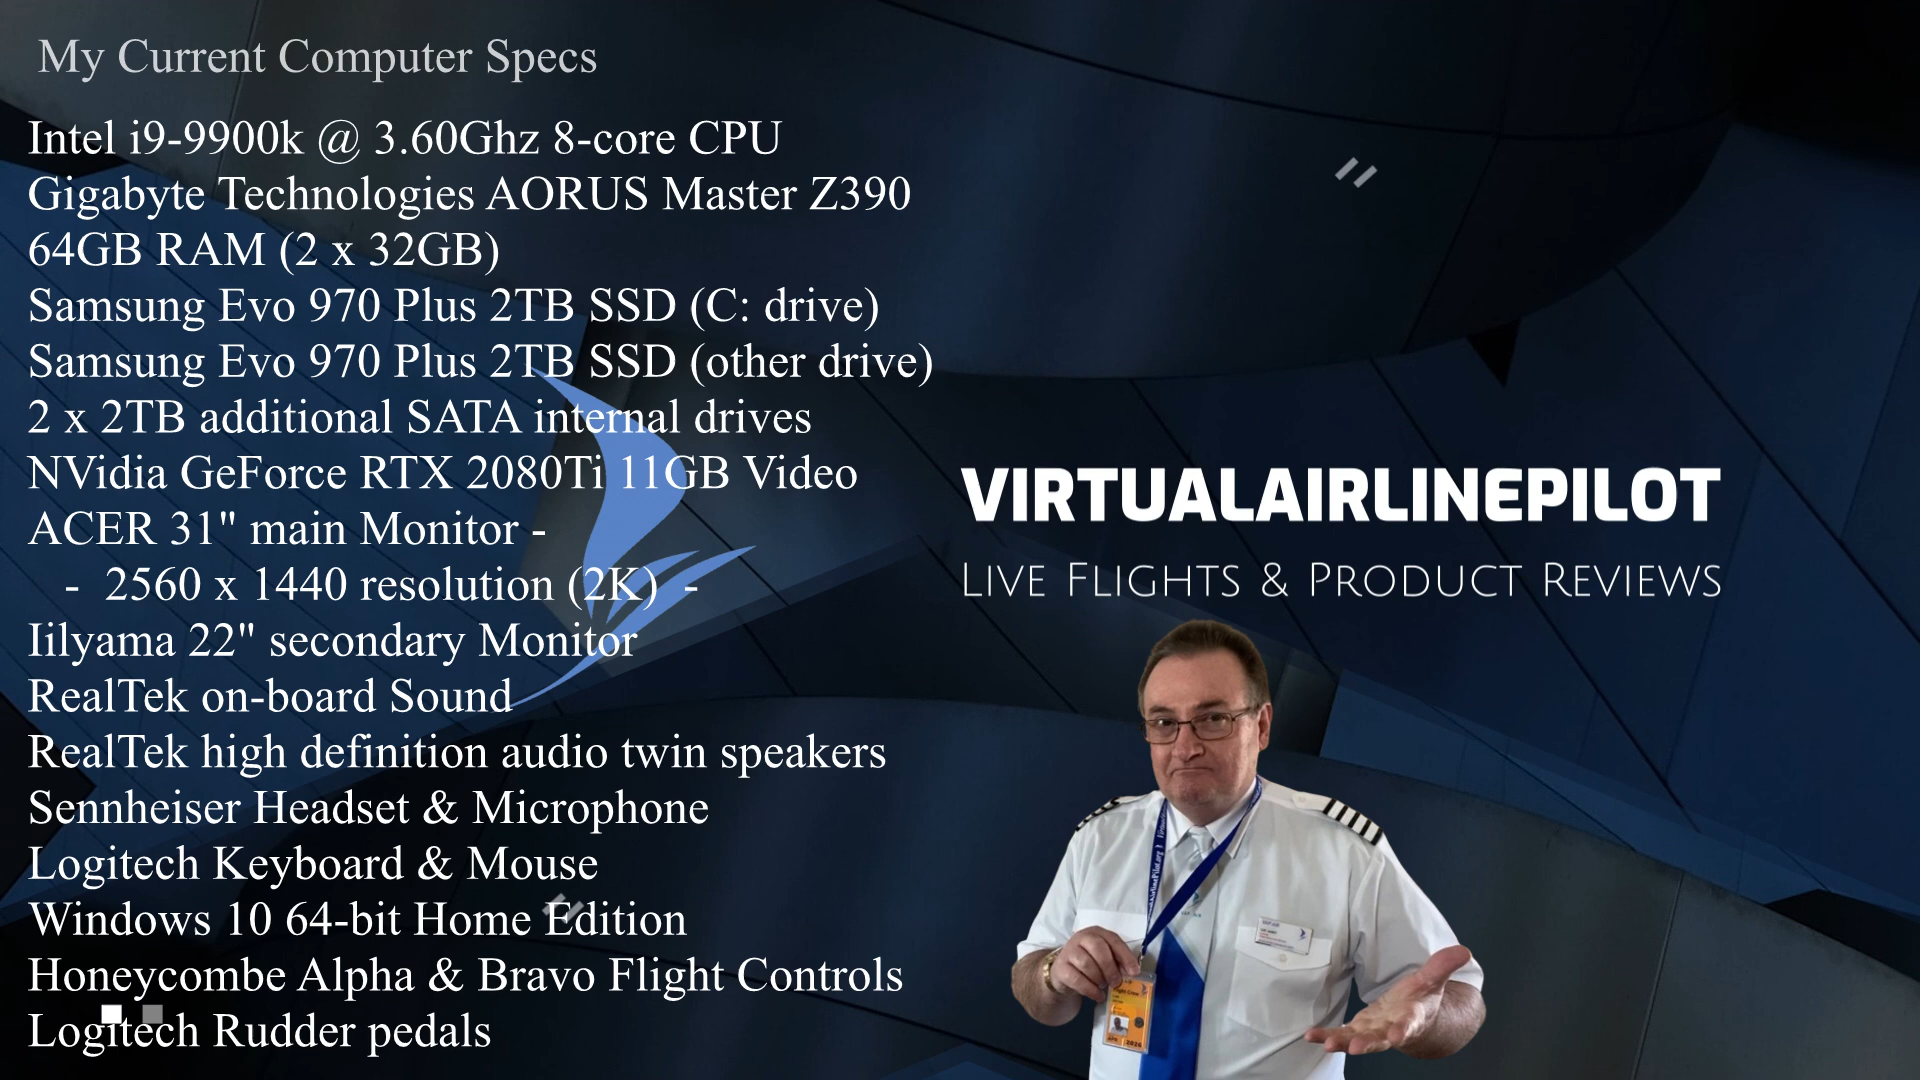 My Current Computer Specs
Intel i9-9900k @ 3.60Ghz 8-core CPU
Gigabyte Technologies AORUS Master Z390
64GB RAM (2 x 32GB)
Samsung Evo 970 Plus 2TB SSD (C: drive)
Samsung Evo 970 Plus 2TB SSD (other drive)
2 x 2TB additional SATA internal drives
NVidia GeForce RTX 2080Ti 11GB Video
ACER 31" main Monitor -
- 2560 x 1440 resolution (2K) -
Iilyama 22" secondary Monitor
RealTek on-board Sound
RealTek high definition audio twin speakers
Sennheiser Headset & Microphone
Logitech Keyboard & Mouse
Windows 10 64-bit Home Edition
Honeycombe Alpha & Bravo Flight Controls
Logitech Rudder pedals
VIRTUALAIRLINEPILOT
LIVE FLIGHTS & PRODUCT REVIEWS